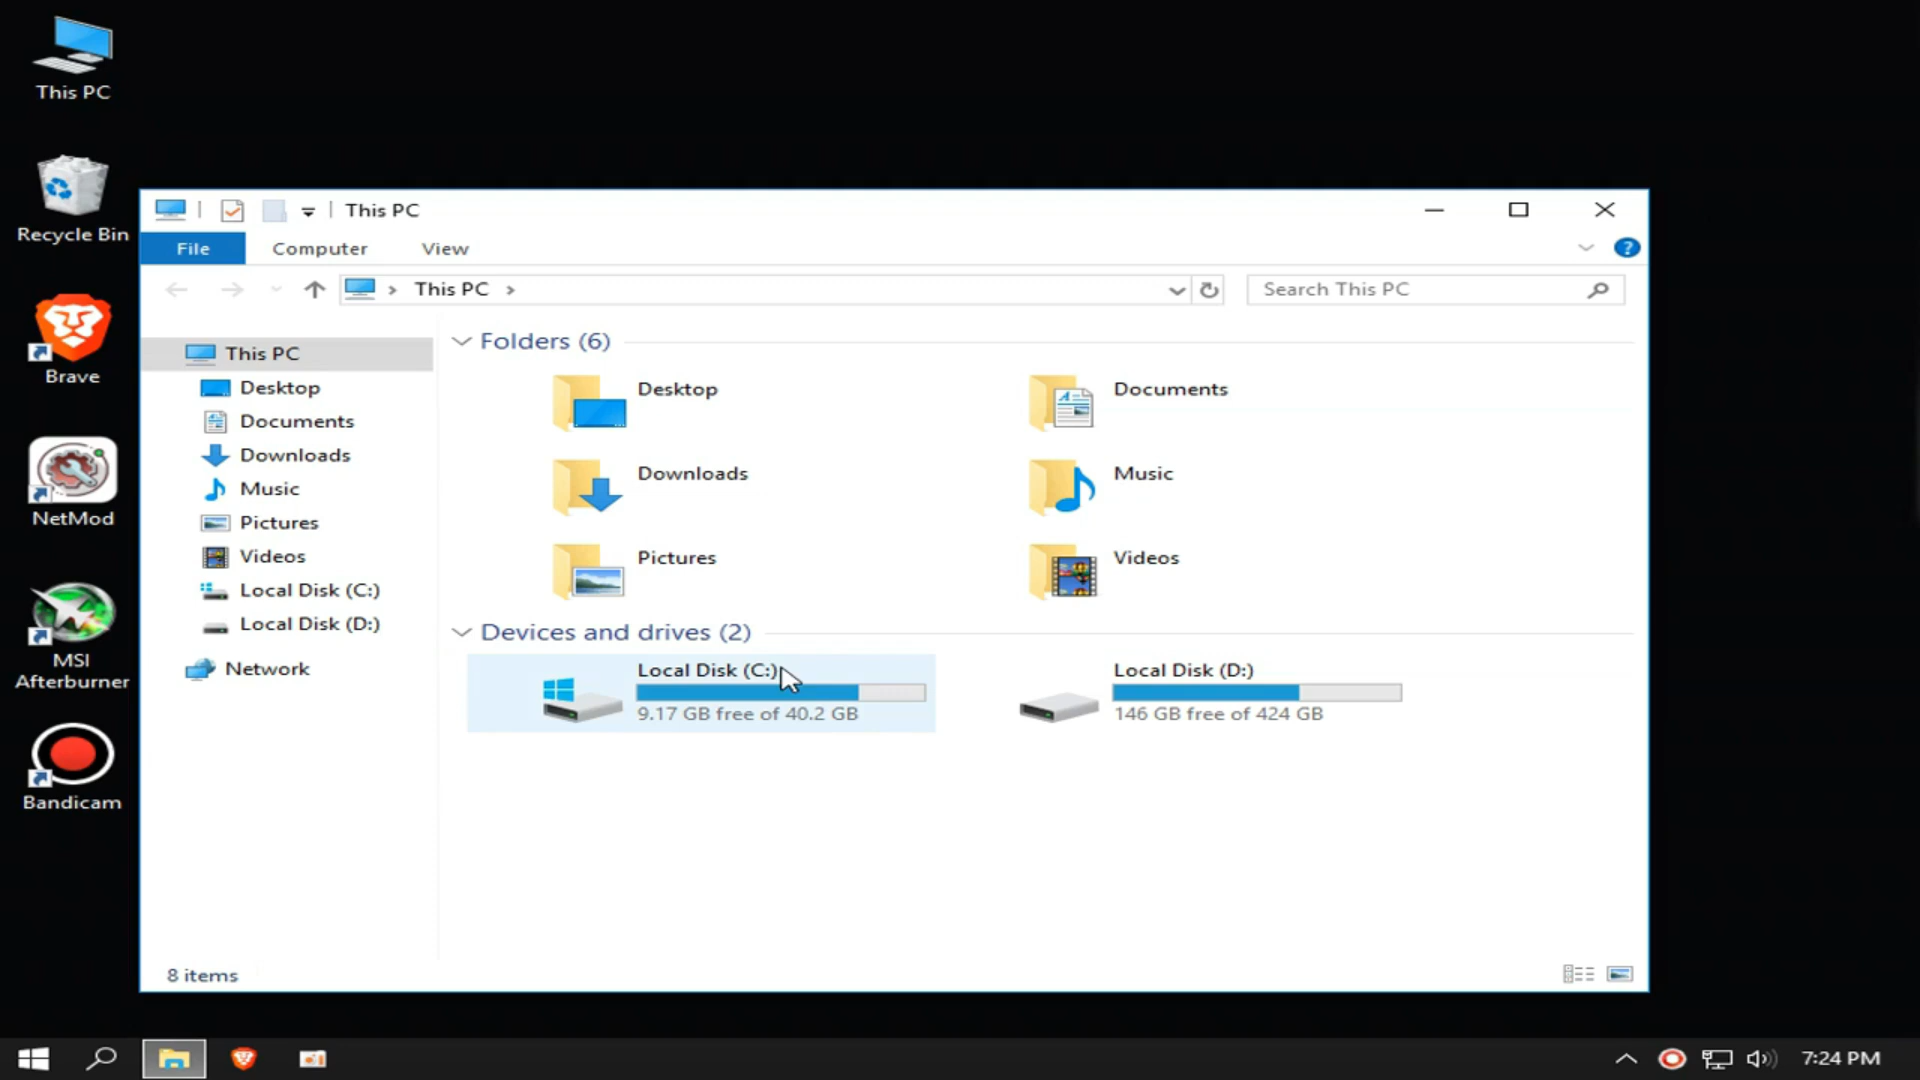 This PC
Recycle Bin
Brave
NetMod
MSI
Afterburner
Bandicam
This PC
File
Computer
View
This PC
Search This PC
This PC
Desktop
Documents
Downloads
Music
Pictures
Videos
Local Disk (C:)
Local Disk (D:)
Network
Folders (6)
Desktop
Documents
Downloads
Music
Pictures
Videos
Devices and drives (2)
Local Disk (C:)
9.17 GB free of 40.2 GB
Local Disk (D:)
146 GB free of 424 GB
8 items
7:24 PM